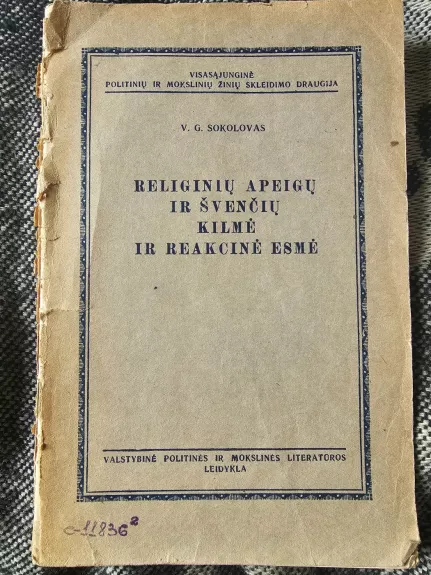 VISASĄJUNGINĖ
POLITINIŲ IR MOKSLINIŲ ŽINIŲ SKLEIDIMO DRAUGIJA
V. G. SOKOLOVAS
RELIGINIŲ APEIGŲ
IR ŠVENČIŲ
KILMĖ
IR REAKCINĖ ESMĖ
VALSTYBINĖ POLITINĖS IR MOKSLINĖS LITERATŪROS
LEIDYKLA
c-11836²